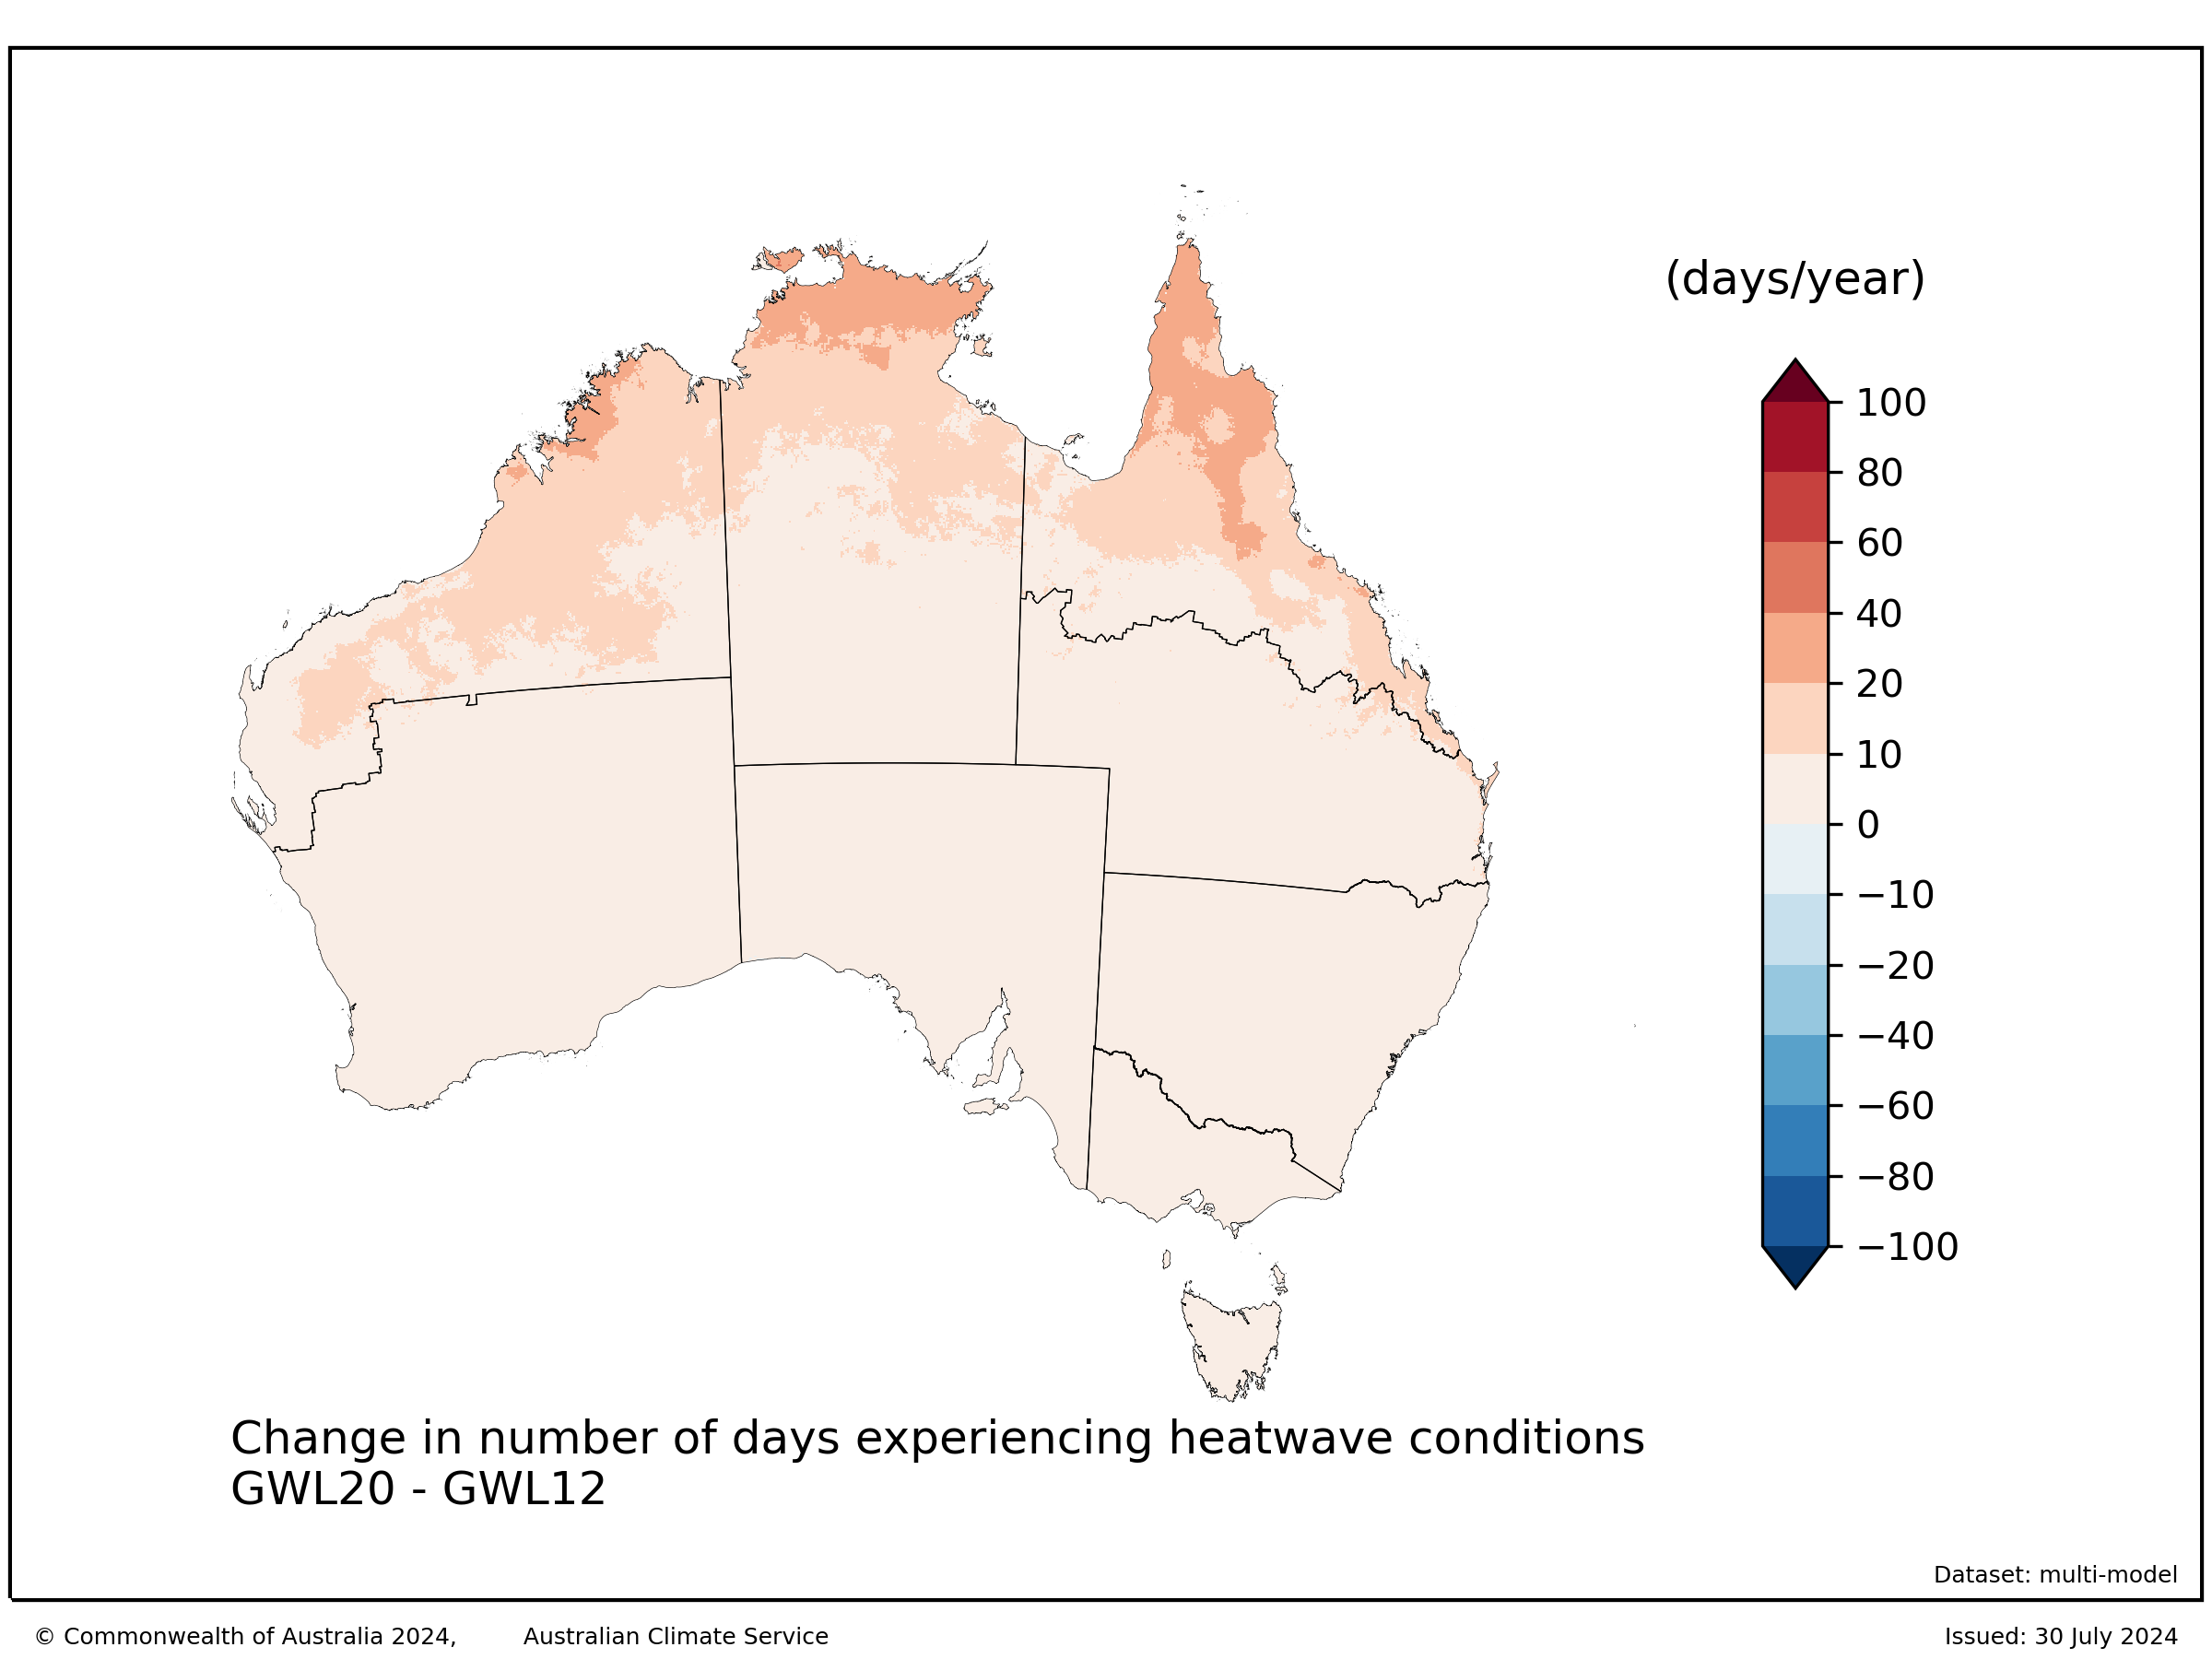 (days/year)
100
80
60
40
20
10
0
−10
−20
−40
−60
−80
−100
Change in number of days experiencing heatwave conditions
GWL20 - GWL12
Dataset: multi-model
© Commonwealth of Australia 2024, Australian Climate Service
Issued: 30 July 2024